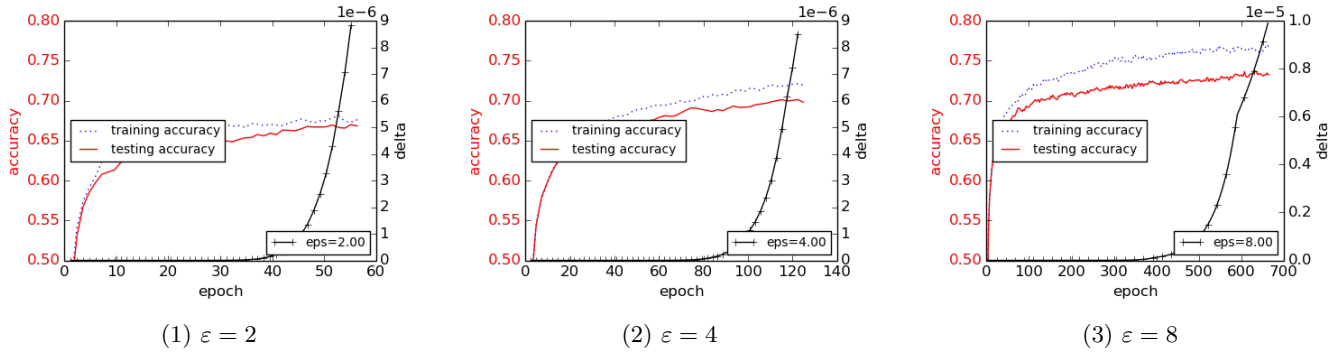 1e−6
0.80
0.75
0.70
0.65
0.60
0.55
0.50
accuracy
training accuracy
testing accuracy
eps=2.00
9
8
7
6
5
4
3
2
1
0
delta
0 10 20 30 40 50 60
epoch
(1) ε = 2
1e−6
0.80
0.75
0.70
0.65
0.60
0.55
0.50
accuracy
training accuracy
testing accuracy
eps=4.00
9
8
7
6
5
4
3
2
1
0
delta
0 20 40 60 80 100 120 140
epoch
(2) ε = 4
1e−5
0.80
0.75
0.70
0.65
0.60
0.55
0.50
accuracy
training accuracy
testing accuracy
eps=8.00
1.0
0.8
0.6
0.4
0.2
0.0
delta
0 100 200 300 400 500 600 700
epoch
(3) ε = 8